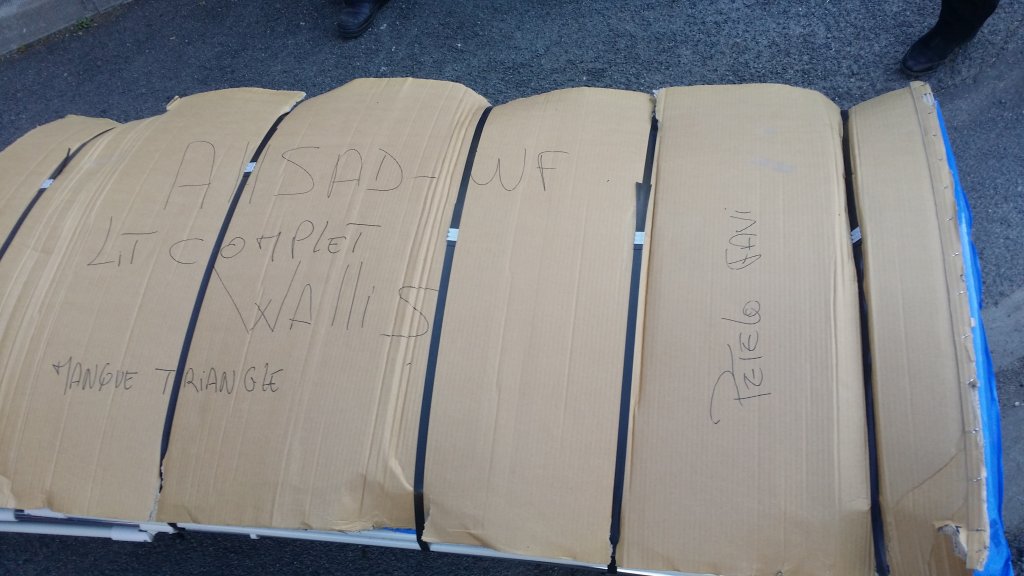 AHSAD-WF
LIT COMPLET
WALLIS
MANQUE TRIANGLE